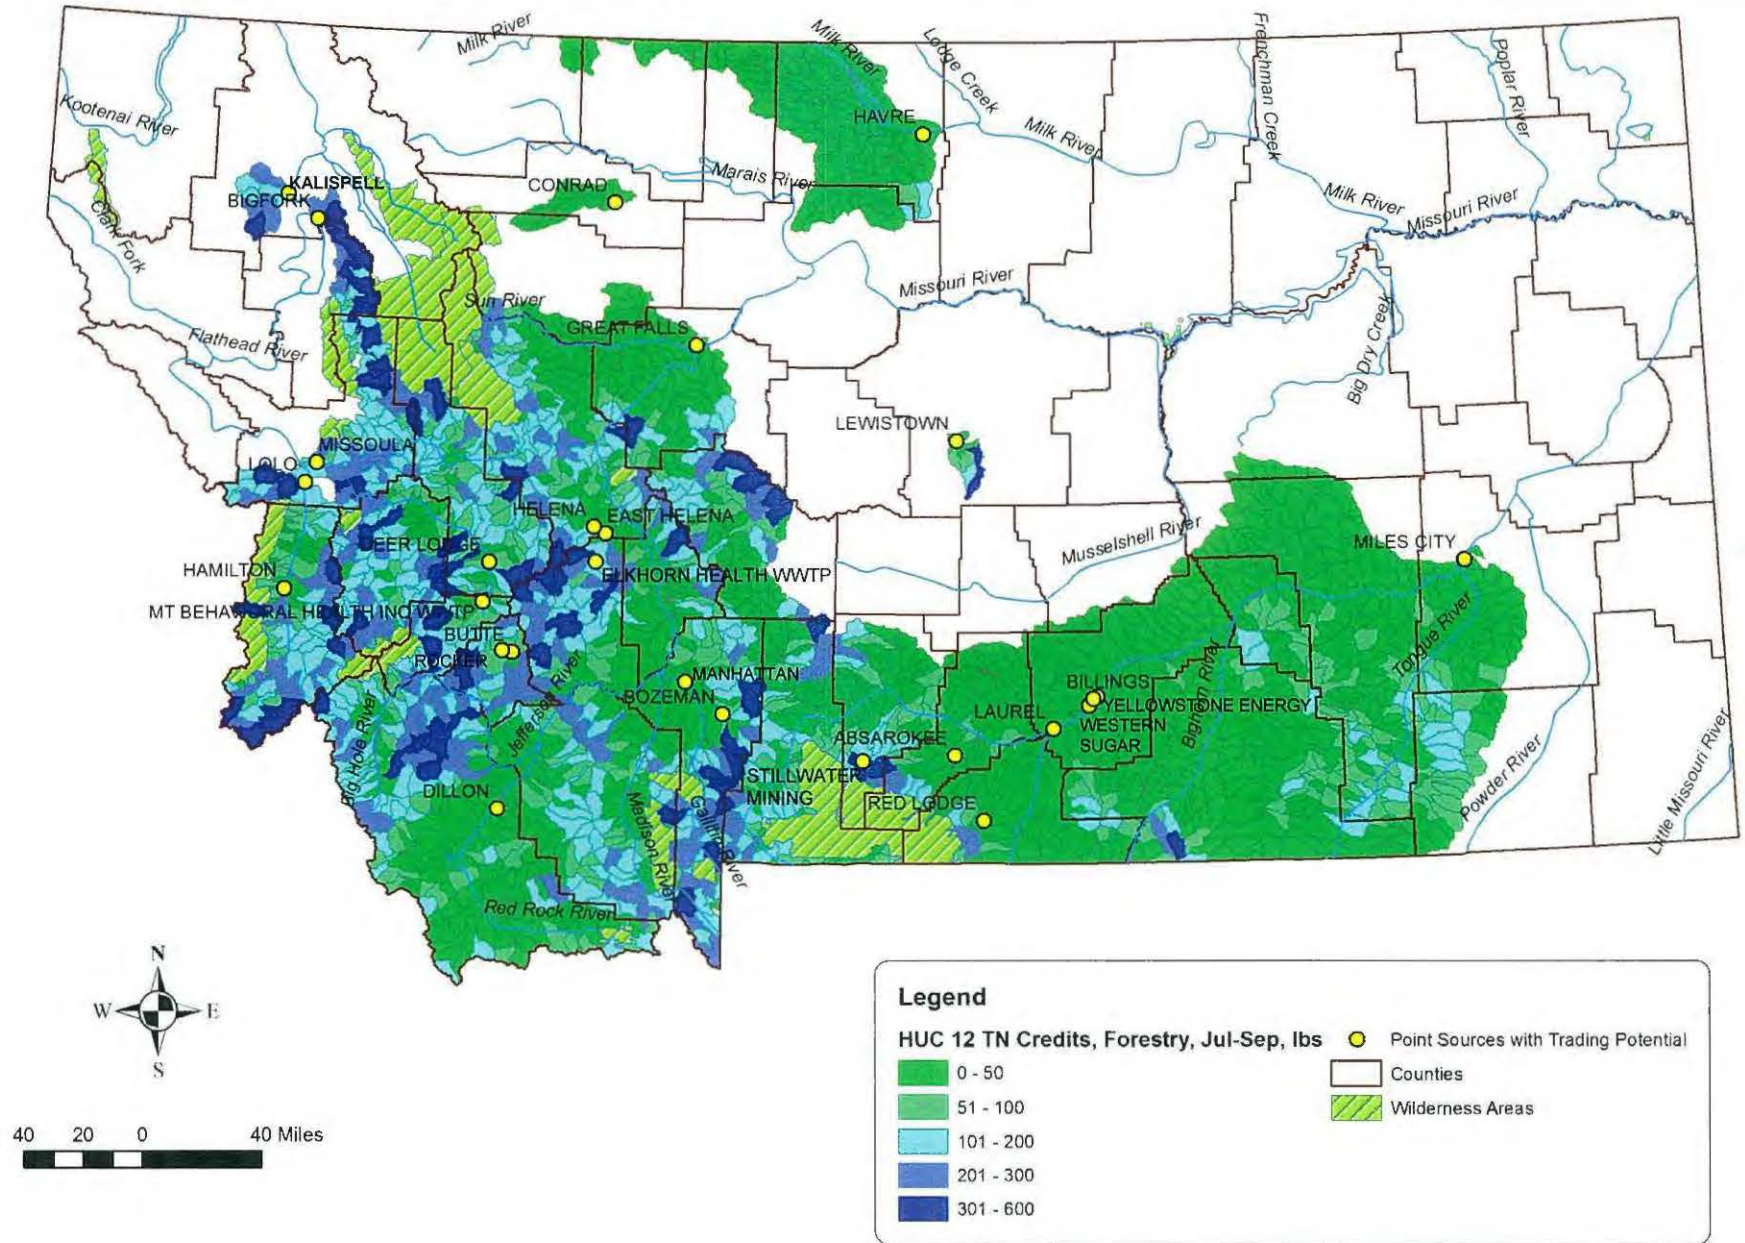 Milk River
Milk River
Lodge Creek
Frenchman Creek
Poplar River
Kootenai River
HAVRE
Milk River
Marais River
CONRAD
KALISPELL
BIGFORK
Milk River
Missouri River
Clark Fork
Sun River
Missouri River
GREAT FALLS
Flathead River
Big Dry Creek
LEWISTOWN
MISSOULA
LOLO
HELENA
EAST HELENA
Musselshell River
MILES CITY
DEER LODGE
HAMILTON
ELKHORN HEALTH WWTP
MT BEHAVIORAL HEALTH INC WWTP
BUTTE
ROCKER
Tongue River
MANHATTAN
BOZEMAN
Jefferson River
BILLINGS
YELLOWSTONE ENERGY
LAUREL
WESTERN
SUGAR
Bighorn River
ABSAROKEE
Big Hole River
STILLWATER
MINING
DILLON
RED LODGE
Madison River
Gallatin River
Powder River
Little Missouri River
Red Rock River
N
W E
S
40 20 0 40 Miles
Legend
HUC 12 TN Credits, Forestry, Jul-Sep, lbs
0 - 50
51 - 100
101 - 200
201 - 300
301 - 600
Point Sources with Trading Potential
Counties
Wilderness Areas